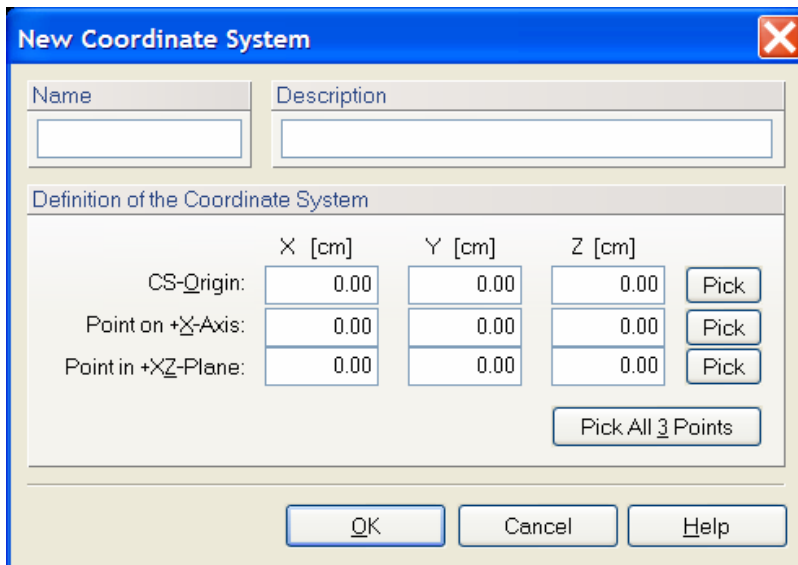 New Coordinate System
Name Description
Definition of the Coordinate System
X [cm] Y [cm] Z [cm]
CS-Origin: 0.00 0.00 0.00 Pick
Point on +X-Axis: 0.00 0.00 0.00 Pick
Point in +XZ-Plane: 0.00 0.00 0.00 Pick
Pick All 3 Points
OK Cancel Help